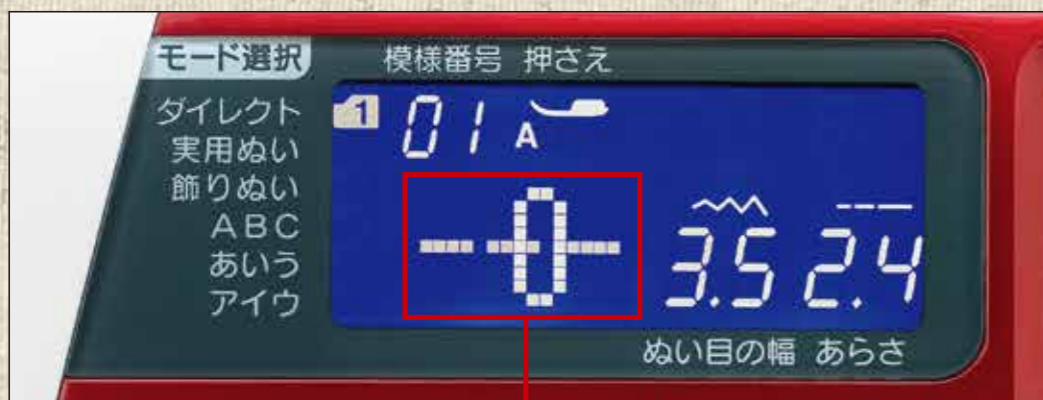 モード選択
模様番号 押さえ
ダイレクト
実用ぬい
飾りぬい
ABC
あいう
アイウ
1 01 A
3.5 2.4
ぬい目の幅 あらさ